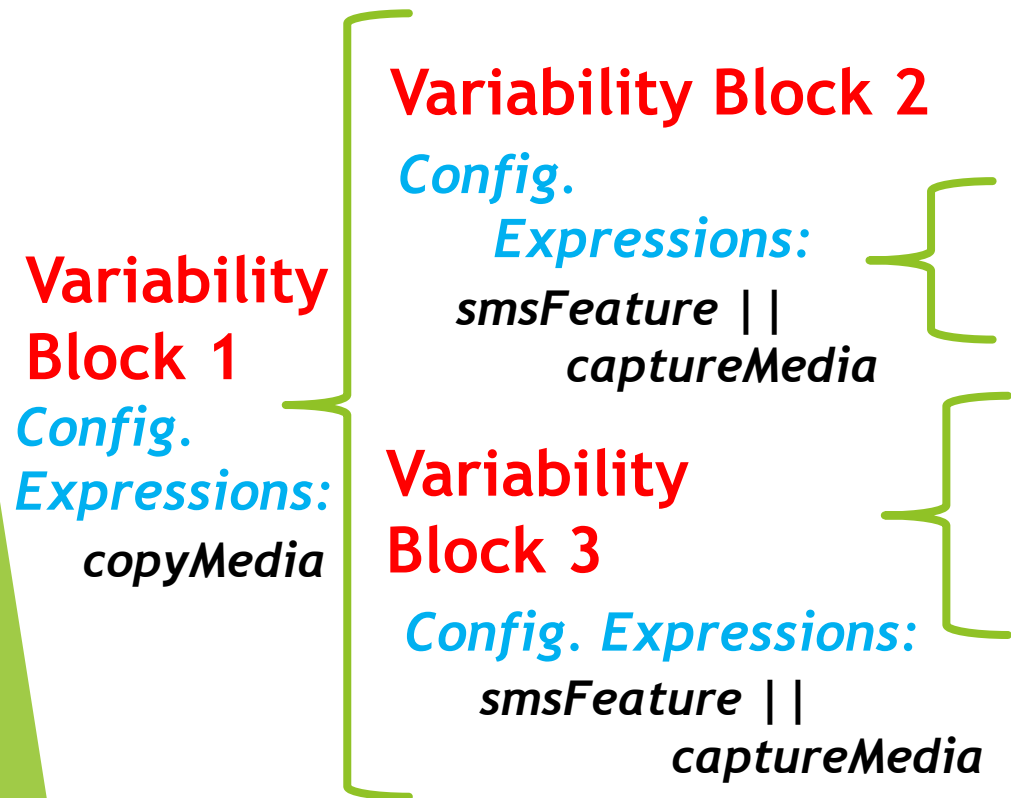 Variability
Block 1
Config.
Expressions:
copyMedia
Variability Block 2
Config.
Expressions:
smsFeature ||
captureMedia
Variability
Block 3
Config. Expressions:
smsFeature ||
captureMedia